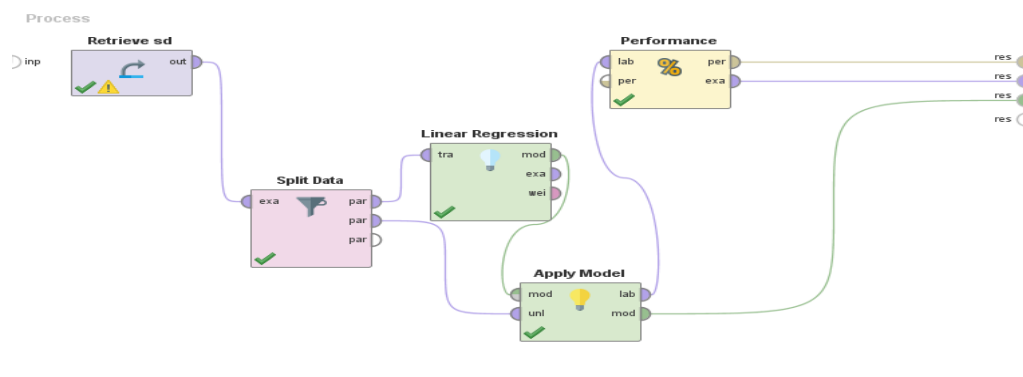 Process
inp
Retrieve sd
out
Performance
lab
per
per
exa
res
res
res
res
Linear Regression
tra
mod
exa
wei
Split Data
exa
par
par
par
Apply Model
mod
lab
unl
mod